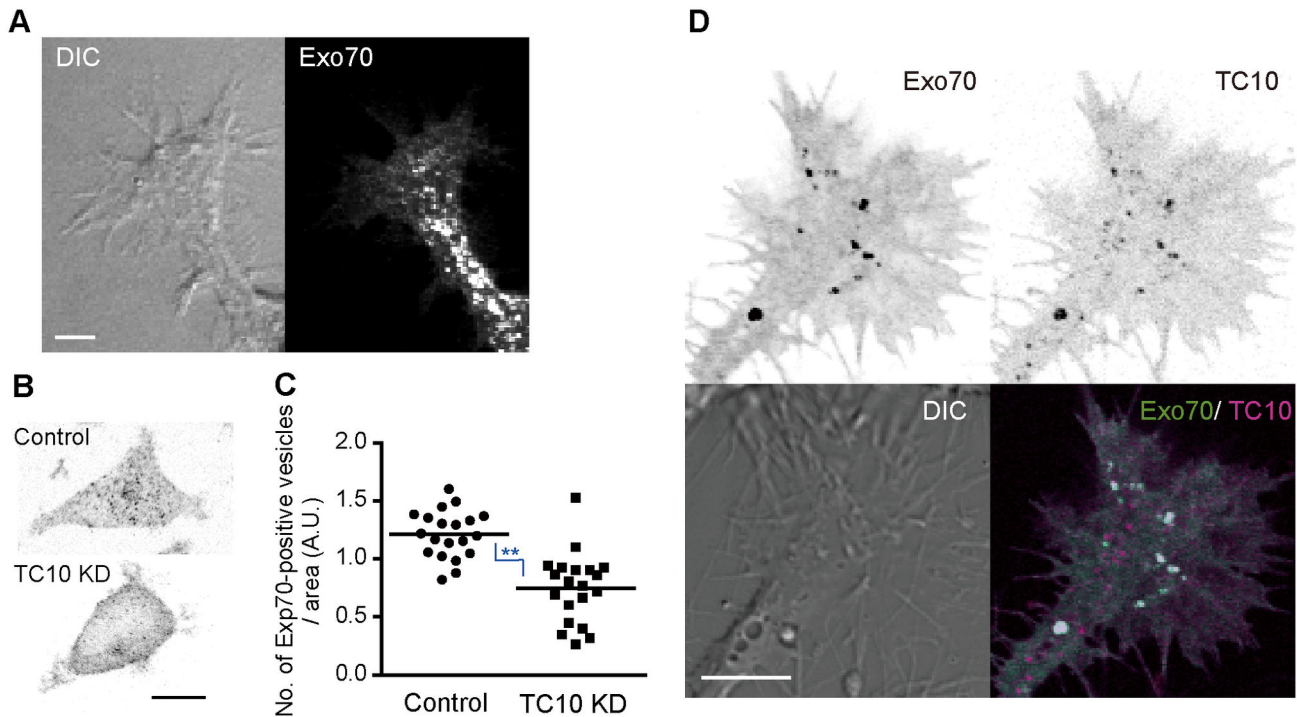 A
DIC
Exo70
B
Control
TC10 KD
C
No. of Exp70-positive vesicles
/ area (A.U.)
2.0
1.5
1.0
0.5
0.0
**
Control
TC10 KD
D
Exo70
TC10
DIC
Exo70/ TC10